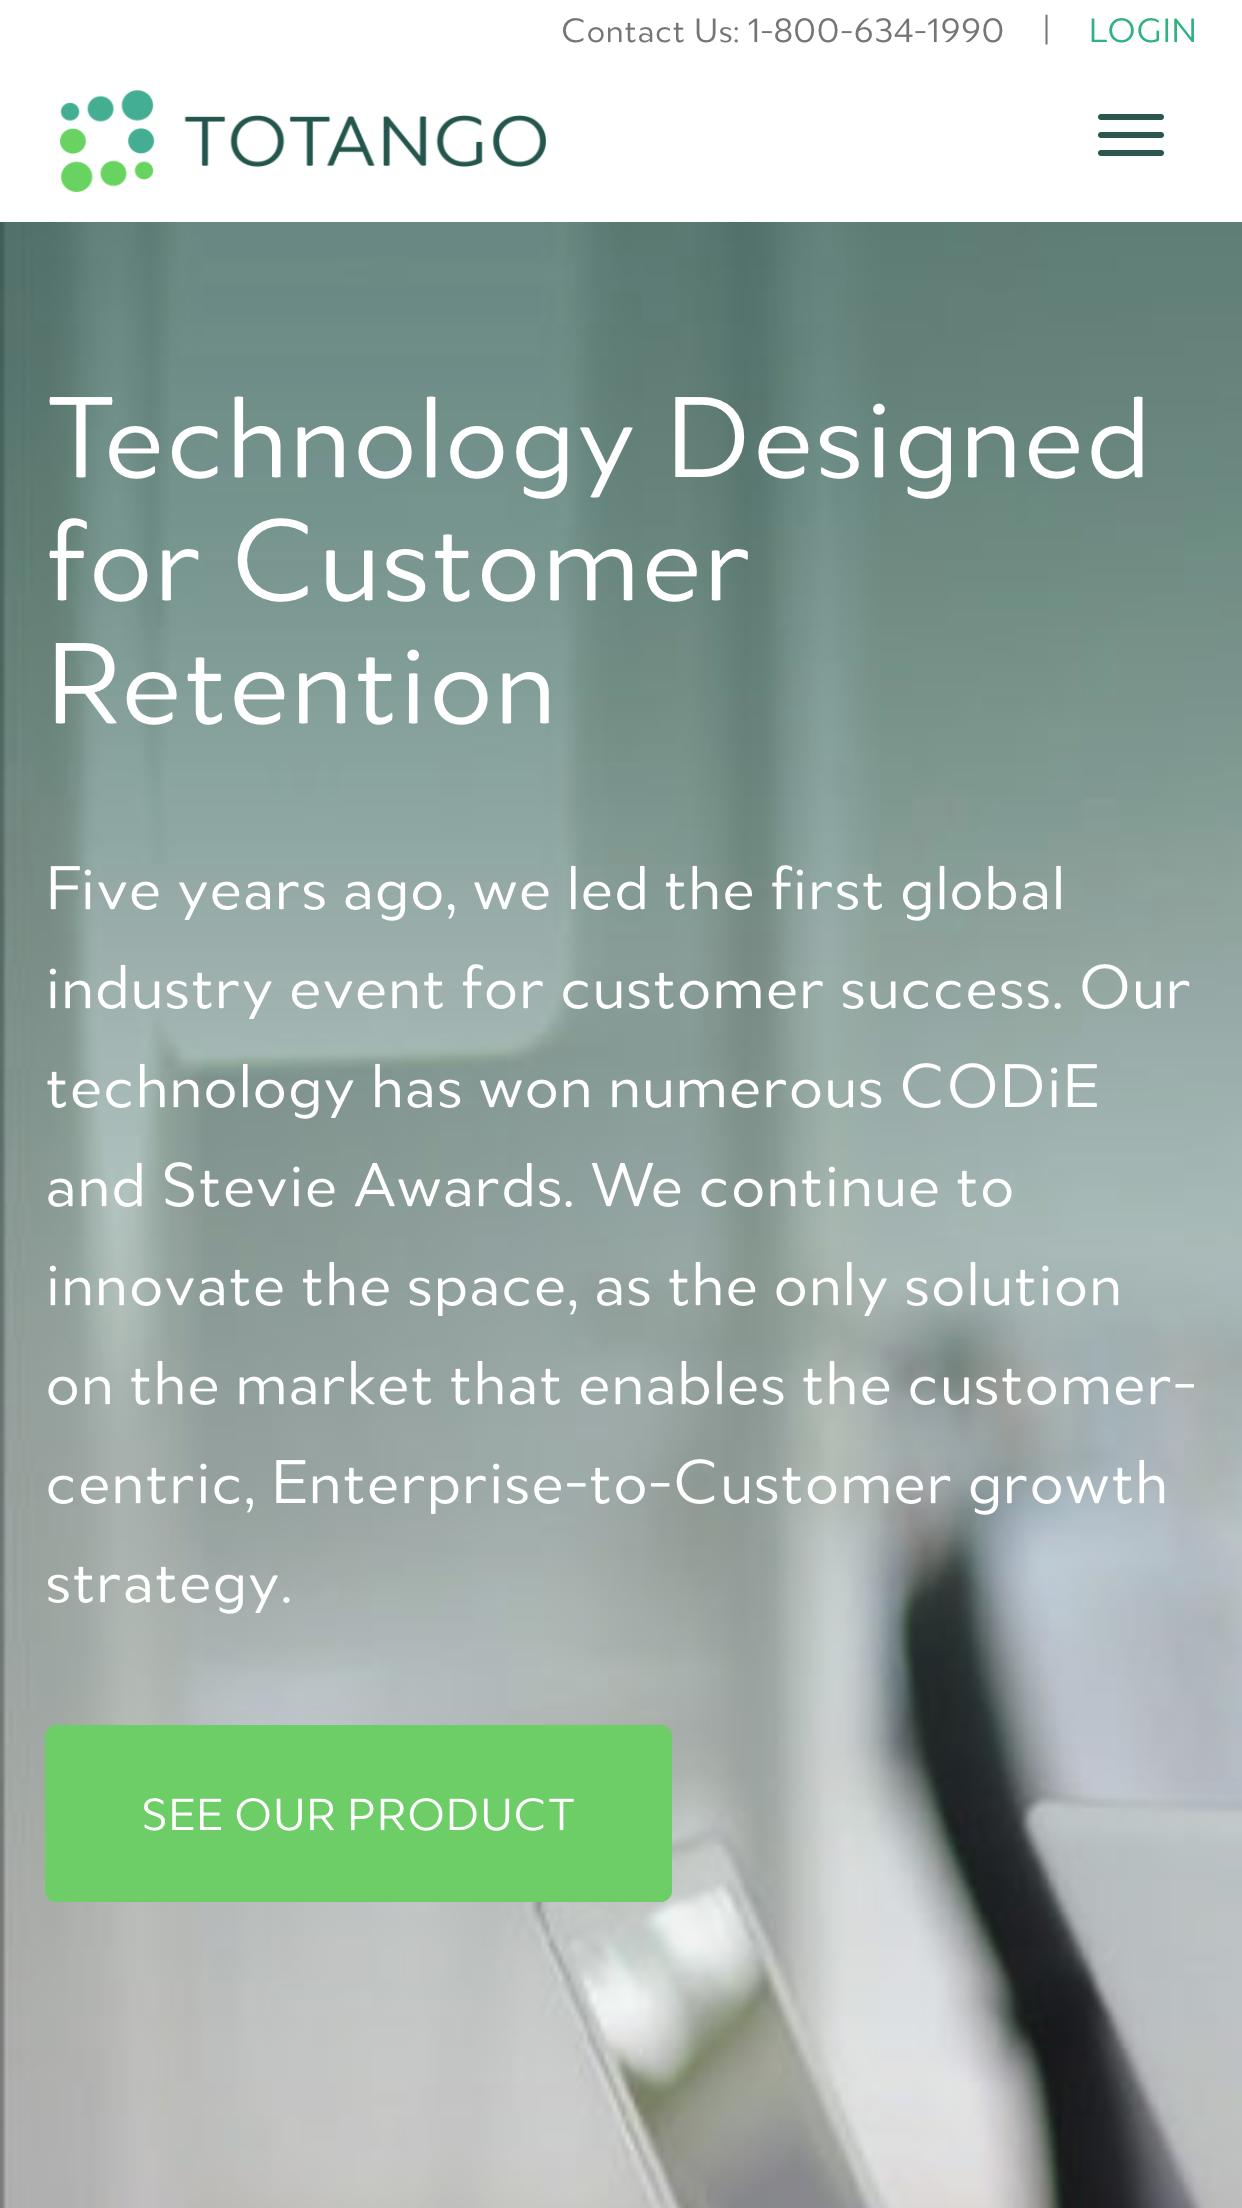 Contact Us: 1-800-634-1990 | LOGIN
TOTANGO
Technology Designed
for Customer
Retention
Five years ago, we led the first global
industry event for customer success. Our
technology has won numerous CODiE
and Stevie Awards. We continue to
innovate the space, as the only solution
on the market that enables the customer-
centric, Enterprise-to-Customer growth
strategy.
SEE OUR PRODUCT